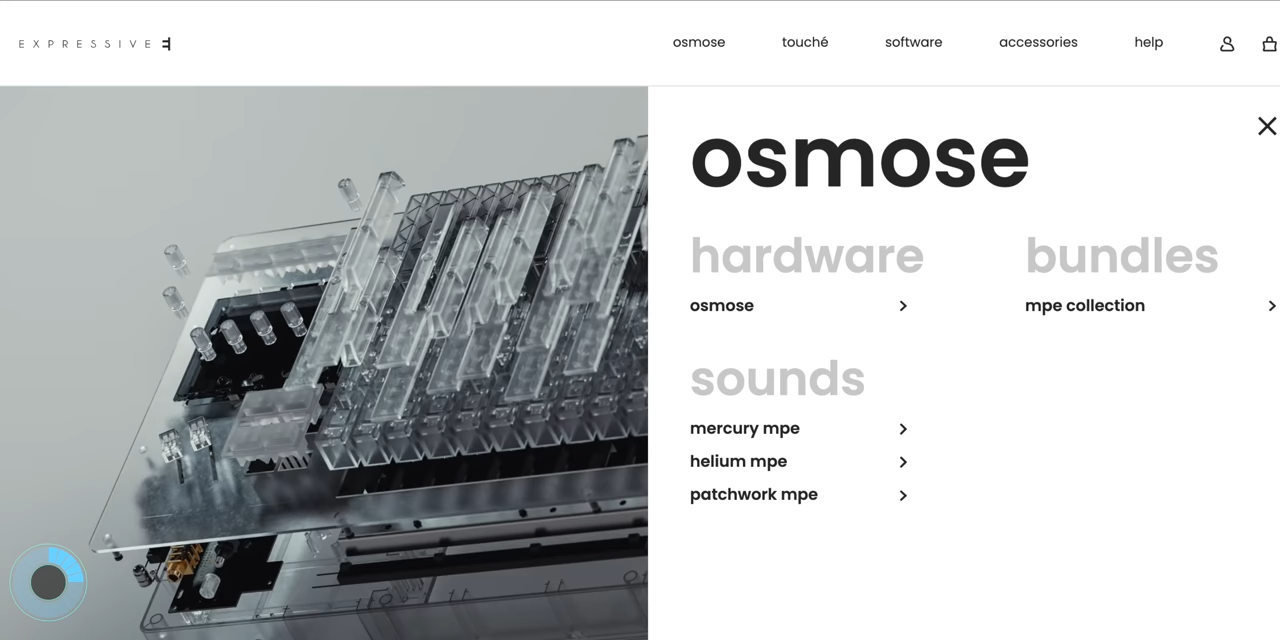 EXPRESSIVE E
osmose touché software accessories help
osmose
hardware bundles
osmose mpe collection
sounds
mercury mpe
helium mpe
patchwork mpe